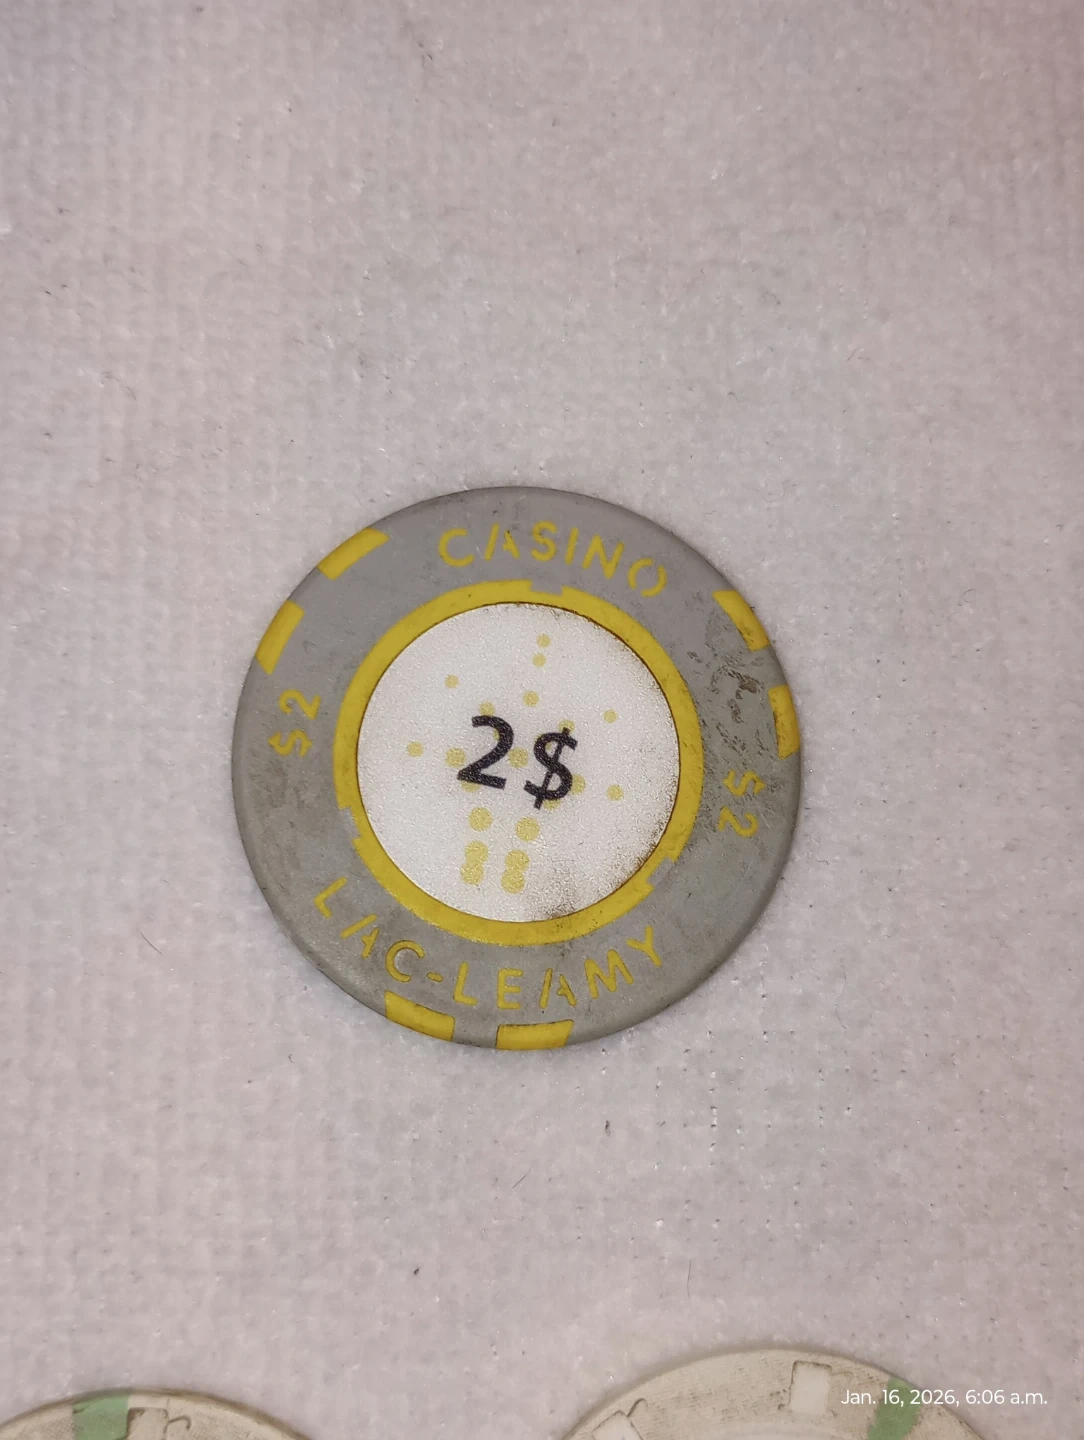 CASINO
$2
2$
$2
LAC-LEAMY
Jan. 16, 2026, 6:06 a.m.